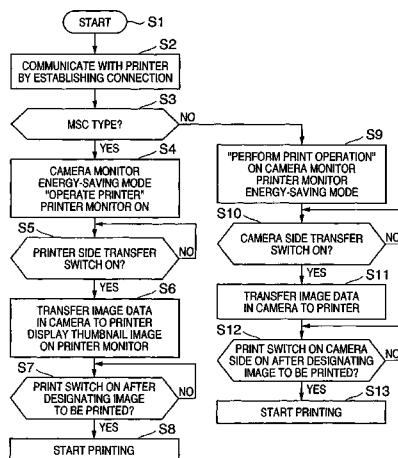 START
S1
S2
COMMUNICATE WITH PRINTER
BY ESTABLISHING CONNECTION
S3
MSC TYPE?
NO
YES
S4
CAMERA MONITOR
ENERGY-SAVING MODE
"OPERATE PRINTER"
PRINTER MONITOR ON
S5
PRINTER SIDE TRANSFER
SWITCH ON?
NO
YES
S6
TRANSFER IMAGE DATA
IN CAMERA TO PRINTER
DISPLAY THUMBNAIL IMAGE
ON PRINTER MONITOR
S7
PRINT SWITCH ON AFTER
DESIGNATING IMAGE
TO BE PRINTED?
NO
YES
S8
START PRINTING
S9
"PERFORM PRINT OPERATION"
ON CAMERA MONITOR
PRINTER MONITOR
ENERGY-SAVING MODE
S10
CAMERA SIDE TRANSFER
SWITCH ON?
NO
YES
S11
TRANSFER IMAGE DATA
IN CAMERA TO PRINTER
S12
PRINT SWITCH ON CAMERA
SIDE ON AFTER DESIGNATING
IMAGE TO BE PRINTED?
NO
YES
S13
START PRINTING